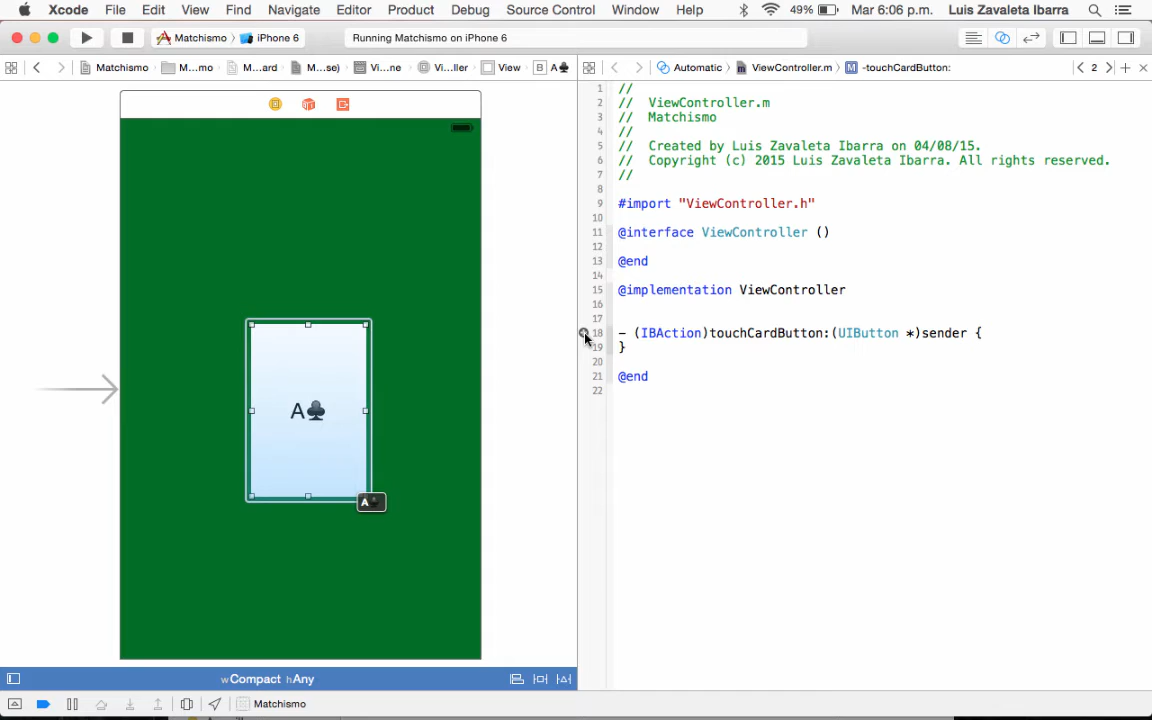 Xcode File Edit View Find Navigate Editor Product Debug Source Control Window Help 49% Mar 6:06 p.m. Luis Zavaleta Ibarra
Matchismo 〉 iPhone 6 Running Matchismo on iPhone 6
Matchismo 〉 M...mo 〉 M...ard 〉 M...se) 〉 Vi...ne 〉 Vi...ller 〉 View 〉 B A♣
Automatic 〉 ViewController.m 〉 M -touchCardButton: 〈 2 〉 + ×
1 //
2 //  ViewController.m
3 //  Matchismo
4 //
5 //  Created by Luis Zavaleta Ibarra on 04/08/15.
6 //  Copyright (c) 2015 Luis Zavaleta Ibarra. All rights reserved.
7 //
8
9 #import "ViewController.h"
10
11 @interface ViewController ()
12
13 @end
14
15 @implementation ViewController
16
17
18 - (IBAction)touchCardButton:(UIButton *)sender {
19 }
20
21 @end
22
A♣
A♣
wCompact hAny
Matchismo